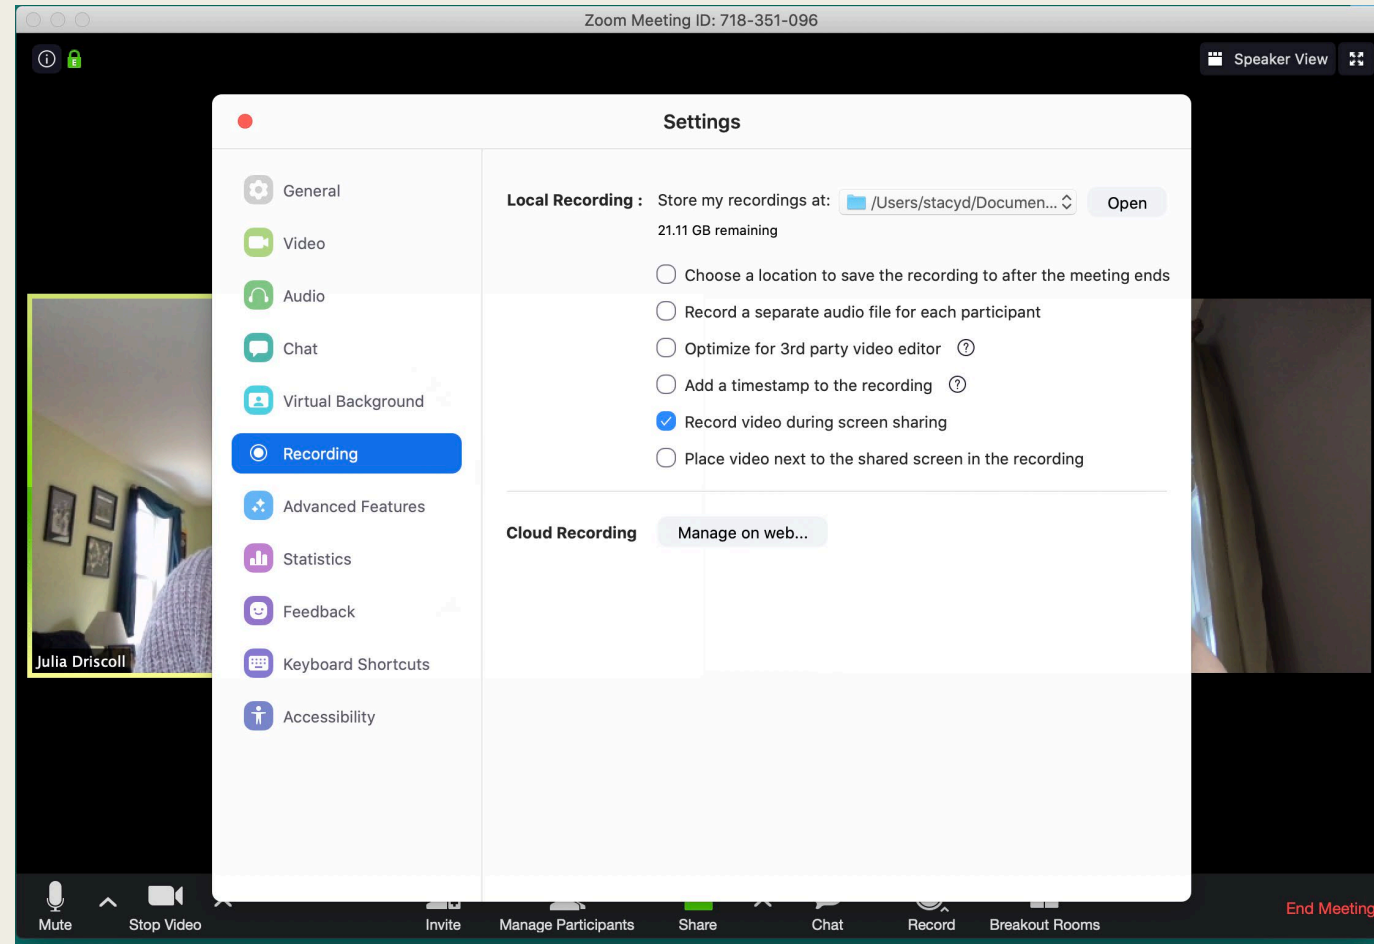 Zoom Meeting ID: 718-351-096
Speaker View
Settings
General
Video
Audio
Chat
Virtual Background
Recording
Advanced Features
Statistics
Feedback
Keyboard Shortcuts
Accessibility
Local Recording : Store my recordings at: /Users/stacyd/Documen... Open
21.11 GB remaining
Choose a location to save the recording to after the meeting ends
Record a separate audio file for each participant
Optimize for 3rd party video editor ?
Add a timestamp to the recording ?
Record video during screen sharing
Place video next to the shared screen in the recording
Cloud Recording Manage on web...
Julia Driscoll
Mute Stop Video Invite Manage Participants Share Chat Record Breakout Rooms End Meeting